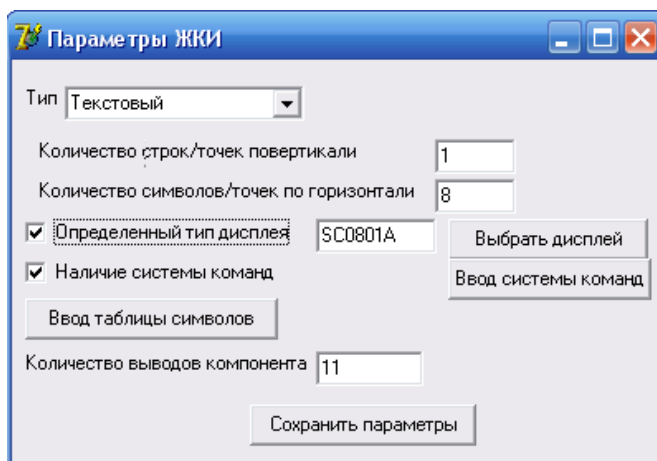 Параметры ЖКИ
Тип Текстовый
Количество строк/точек повертикали 1
Количество символов/точек по горизонтали 8
Определенный тип дисплея SC0801A Выбрать дисплей
Наличие системы команд Ввод системы команд
Ввод таблицы символов
Количество выводов компонента 11
Сохранить параметры